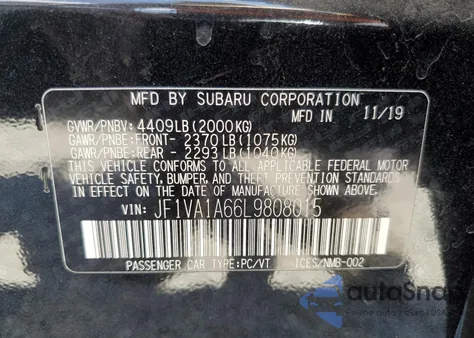 MFD BY SUBARU CORPORATION
MFD IN 11/19
GVWR/PNBV: 4409LB(2000KG)
GAWR/PNBE:FRONT- 2370LB(1075KG)
GAWR/PNBE:REAR - 2293LB(1040KG)
THIS VEHICLE CONFORMS TO ALL APPLICABLE FEDERAL MOTOR
VEHICLE SAFETY, BUMPER, AND THEFT PREVENTION STANDARDS
IN EFFECT ON THE DATE OF MANUFACTURE SHOWN ABOVE.
VIN: JF1VA1A66L9808015
PASSENGER CAR TYPE:PC/VT ICES/NMB-002
autoSnap